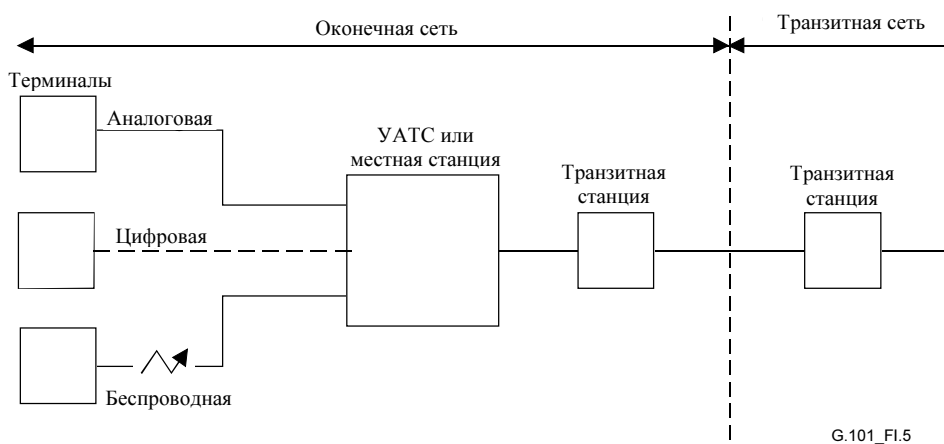 Оконечная сеть
Транзитная сеть
Терминалы
Аналоговая
УАТС или
местная станция
Транзитная
станция
Транзитная
станция
Цифровая
Беспроводная
G.101_FI.5